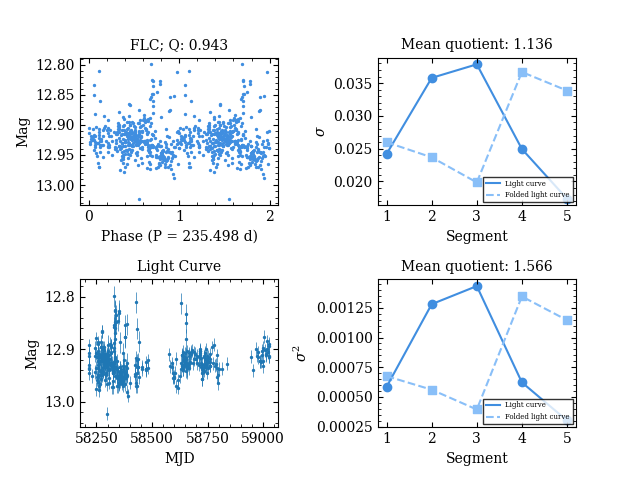 FLC; Q: 0.943
Mag
12.80
12.85
12.90
12.95
13.00
0
1
2
Phase (P = 235.498 d)
Mean quotient: 1.136
σ
0.035
0.030
0.025
0.020
Light curve
Folded light curve
1
2
3
4
5
Segment
Light Curve
Mag
12.8
12.9
13.0
58250
58500
58750
59000
MJD
Mean quotient: 1.566
σ²
0.00125
0.00100
0.00075
0.00050
0.00025
Light curve
Folded light curve
1
2
3
4
5
Segment